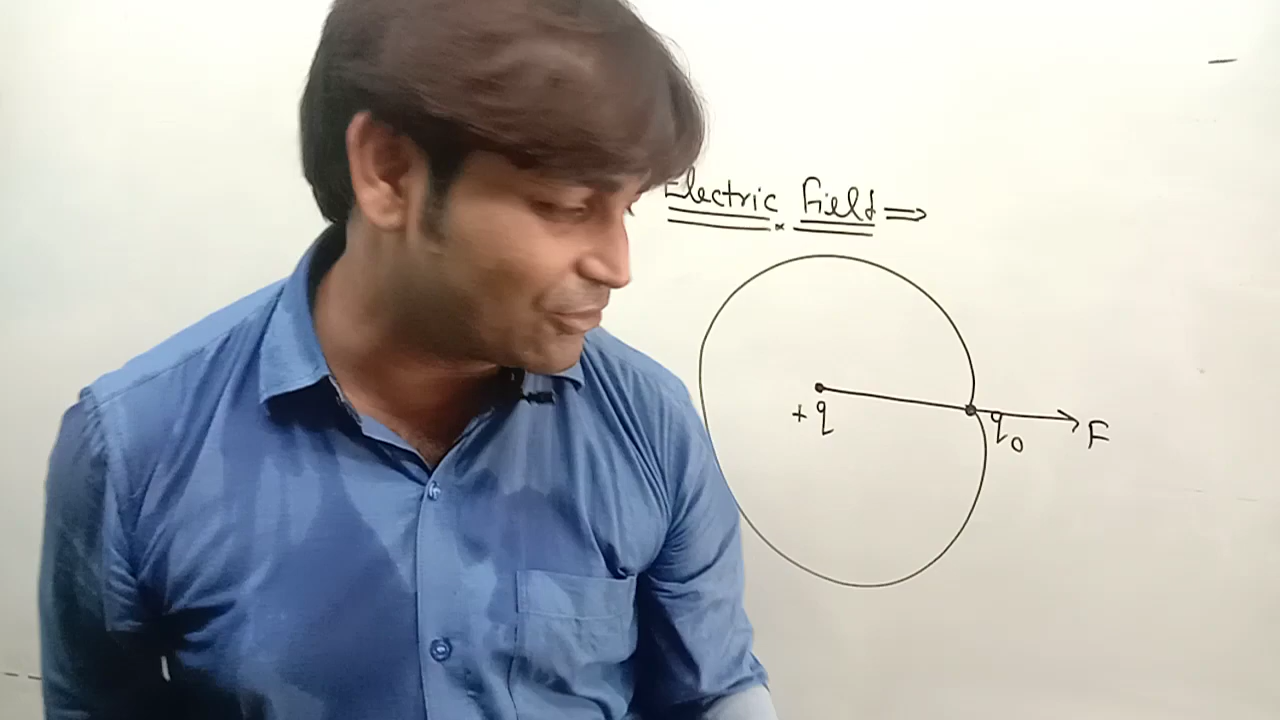 Electric Field ⇒
+q
q₀
F